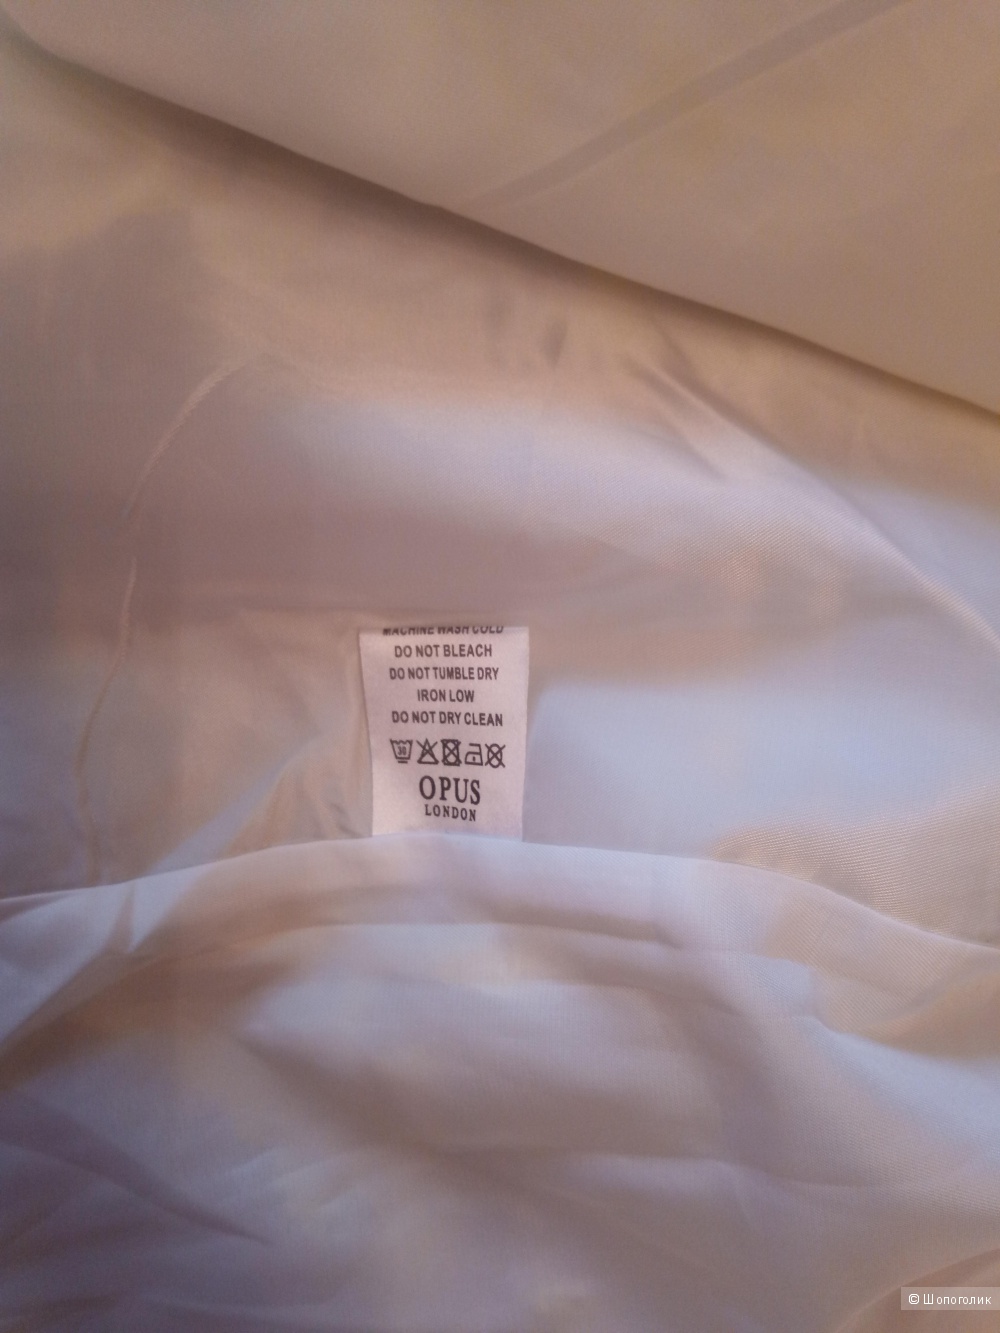 MACHINE WASH COLD
DO NOT BLEACH
DO NOT TUMBLE DRY
IRON LOW
DO NOT DRY CLEAN
30
OPUS
LONDON
© Шопоголик